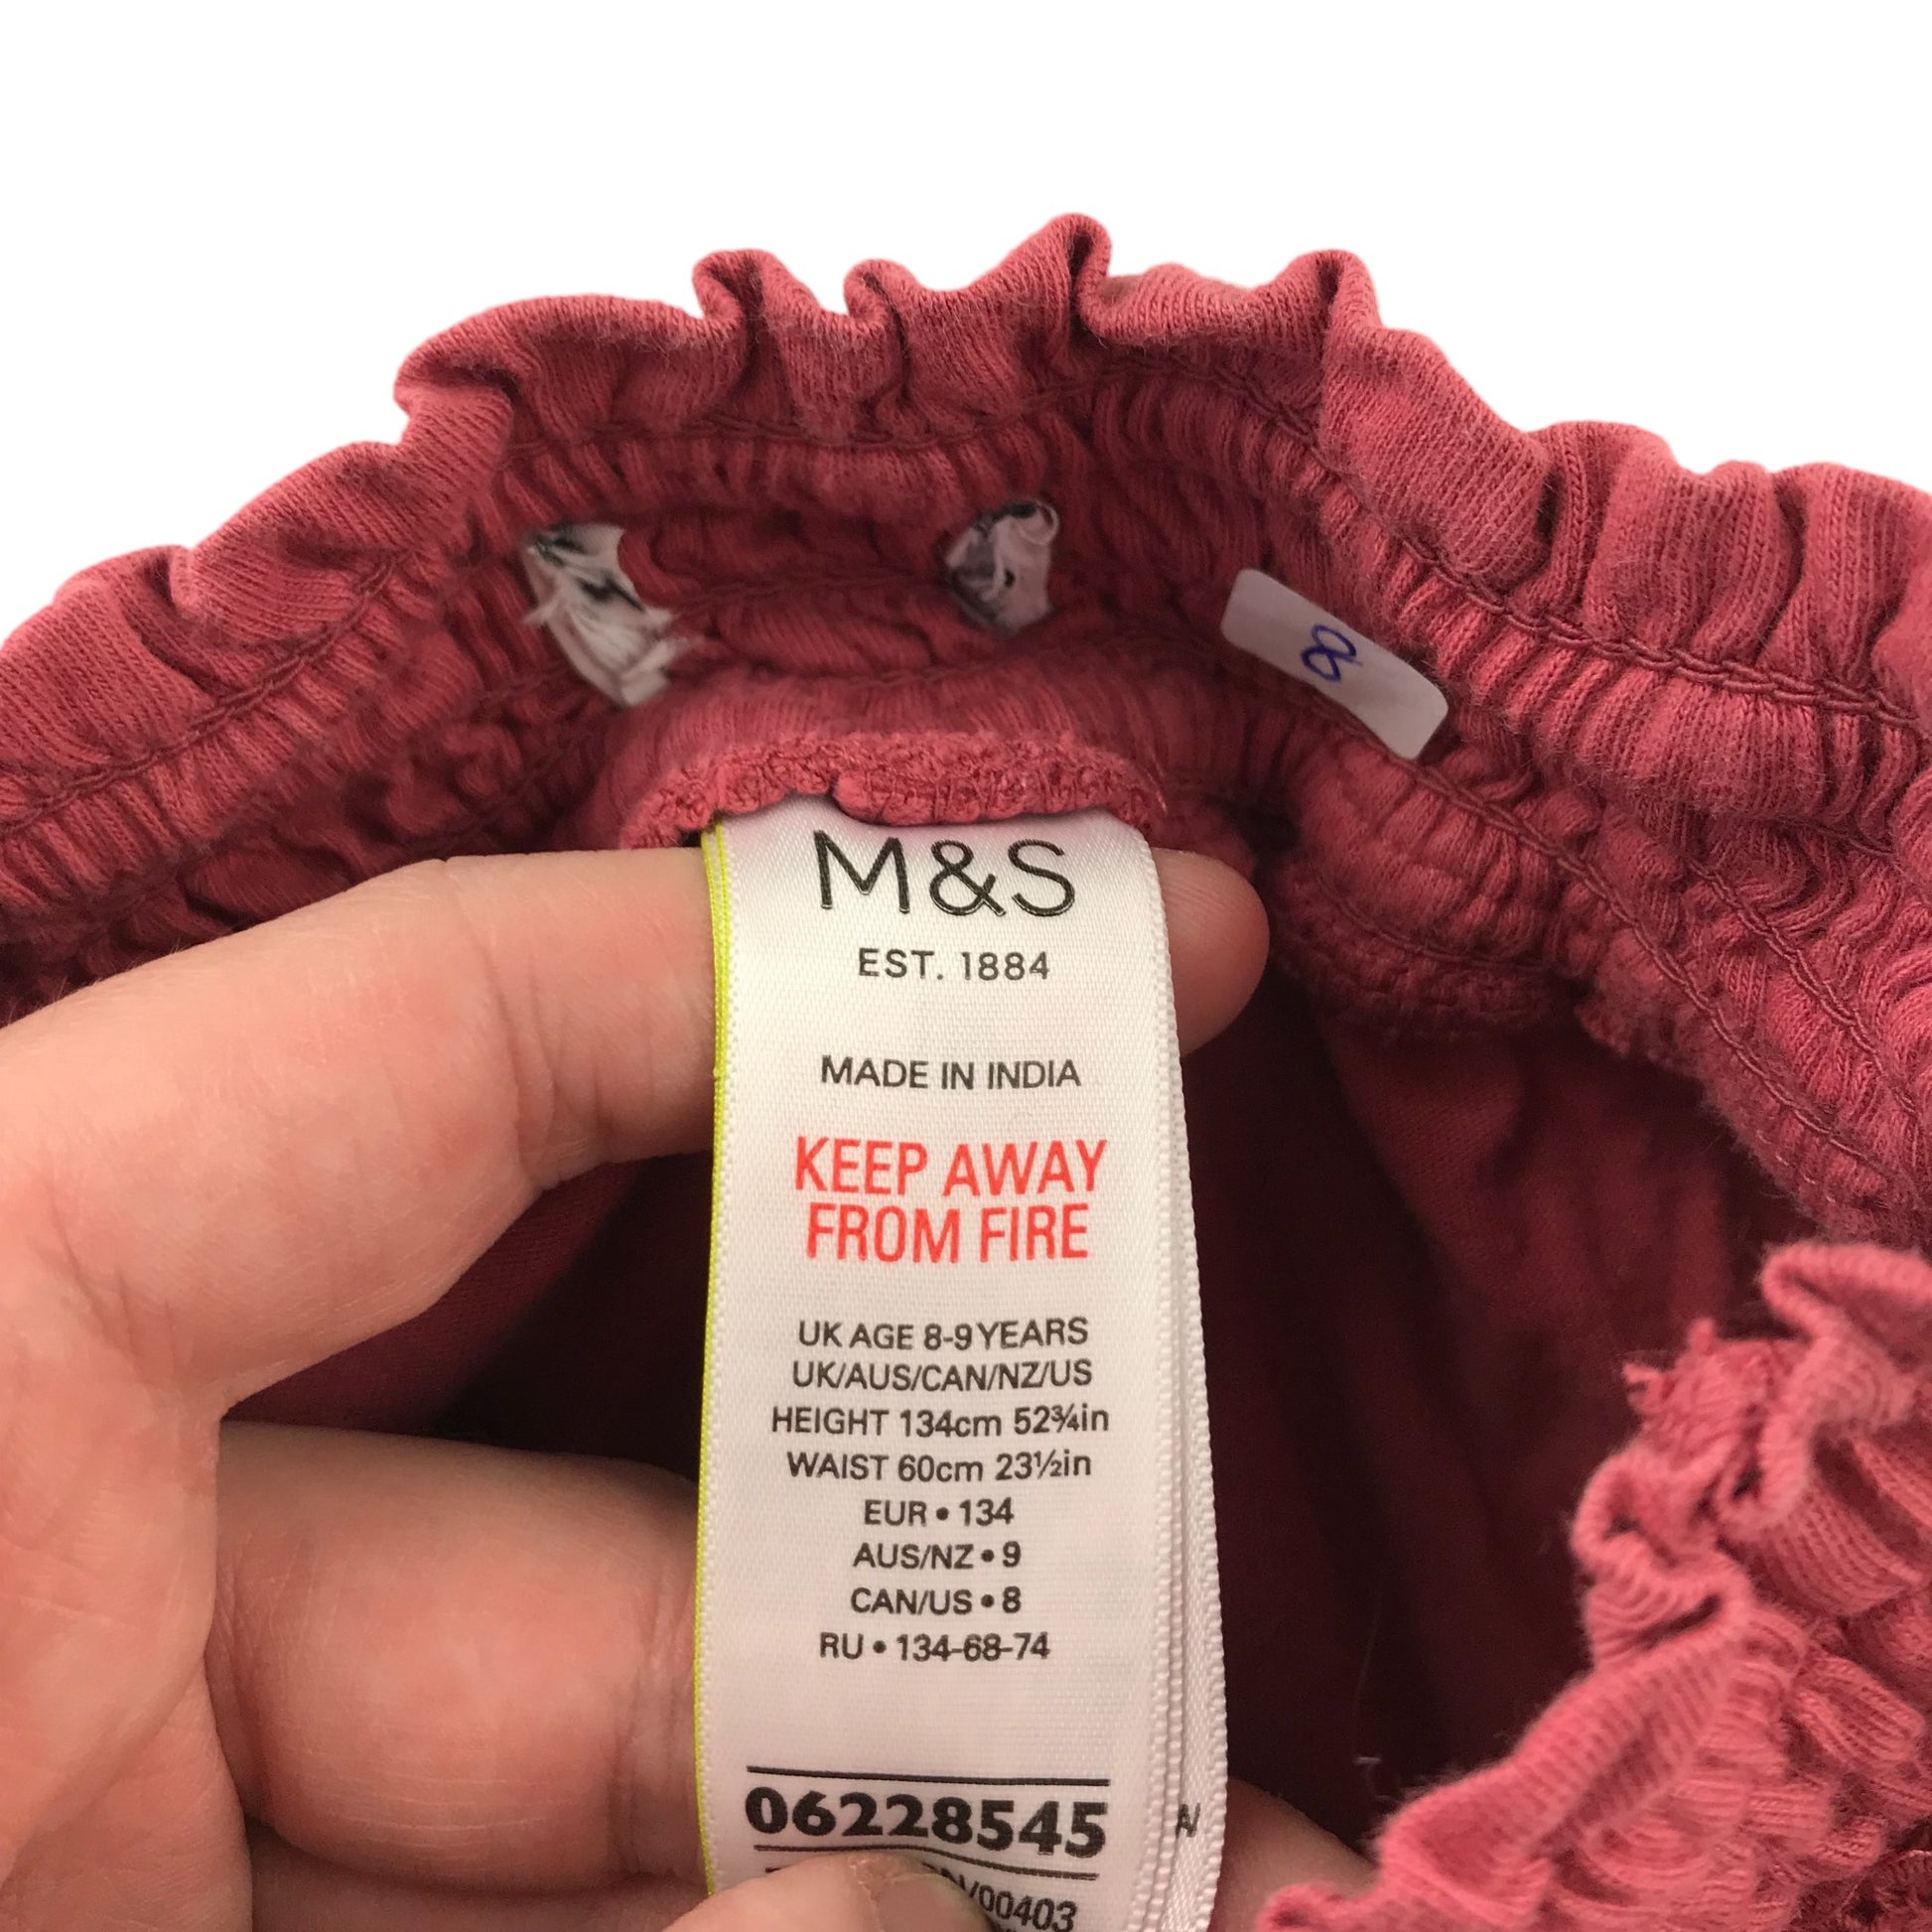 8
M&S
EST. 1884
MADE IN INDIA
KEEP AWAY
FROM FIRE
UK AGE 8-9 YEARS
UK/AUS/CAN/NZ/US
HEIGHT 134cm 52¾in
WAIST 60cm 23½in
EUR • 134
AUS/NZ • 9
CAN/US • 8
RU • 134-68-74
06228545